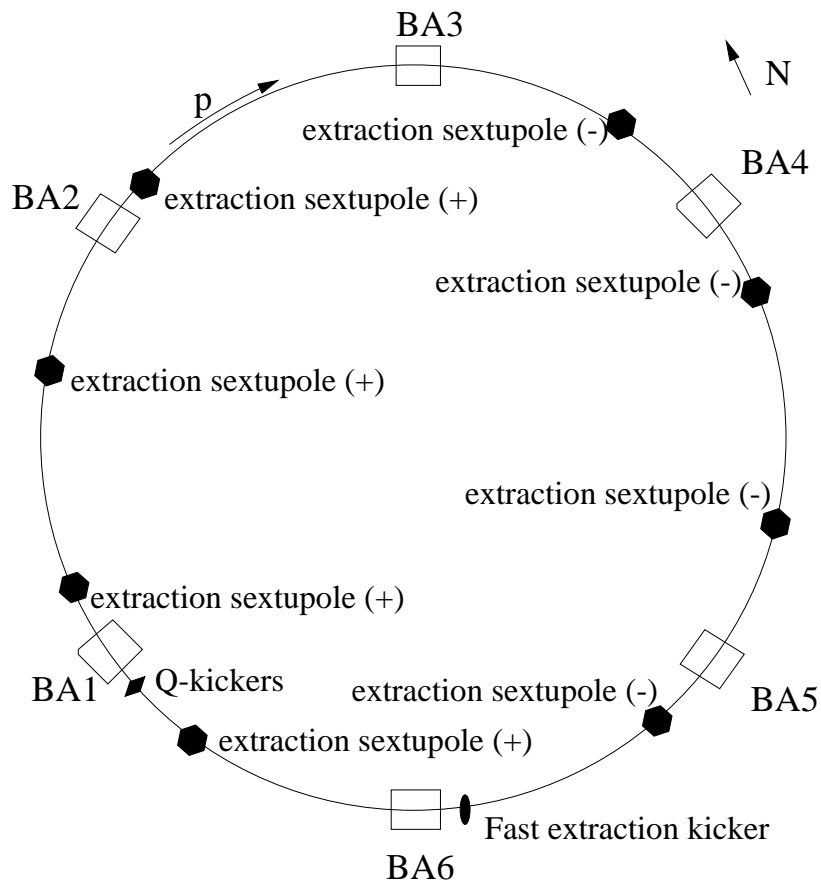 BA3
N
p
extraction sextupole (-)
BA4
BA2
extraction sextupole (+)
extraction sextupole (-)
extraction sextupole (+)
extraction sextupole (-)
extraction sextupole (+)
BA1
Q-kickers
extraction sextupole (-)
BA5
extraction sextupole (+)
Fast extraction kicker
BA6